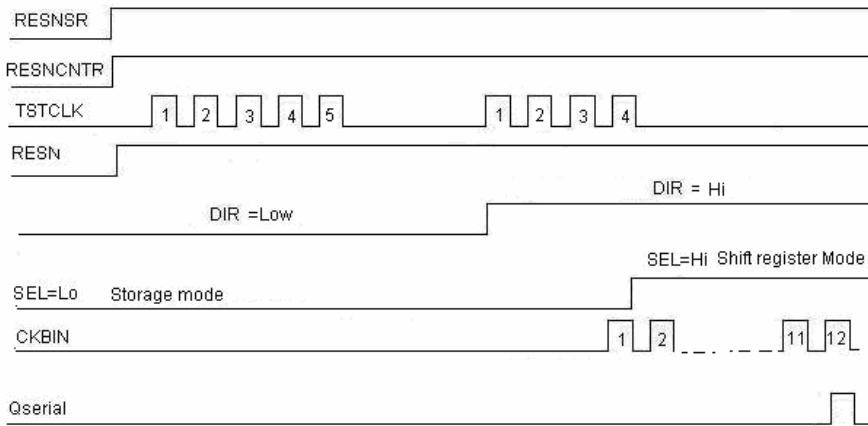 RESNSR
RESNCNTR
TSTCLK 1 2 3 4 5 1 2 3 4
RESN
DIR =Low DIR = Hi
SEL=Hi Shift register Mode
SEL=Lo Storage mode
CKBIN 1 2 11 12
Qserial